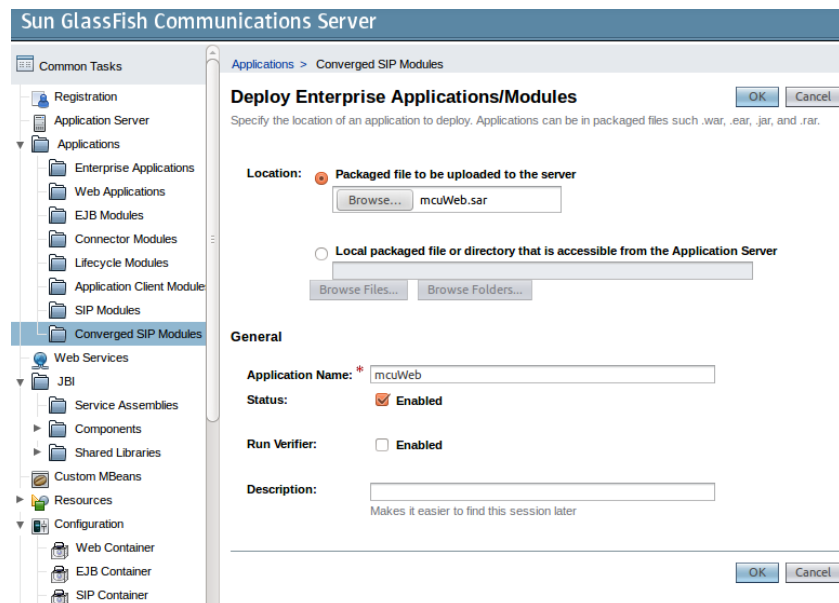 Sun GlassFish Communications Server
Common Tasks
Registration
Application Server
Applications
Enterprise Applications
Web Applications
EJB Modules
Connector Modules
Lifecycle Modules
Application Client Module
SIP Modules
Converged SIP Modules
Web Services
JBI
Service Assemblies
Components
Shared Libraries
Custom MBeans
Resources
Configuration
Web Container
EJB Container
SIP Container
Applications > Converged SIP Modules
Deploy Enterprise Applications/Modules OK Cancel
Specify the location of an application to deploy. Applications can be in packaged files such .war, .ear, .jar, and .rar.
Location: Packaged file to be uploaded to the server
Browse... mcuWeb.sar
Local packaged file or directory that is accessible from the Application Server
Browse Files... Browse Folders...
General
Application Name: * mcuWeb
Status: Enabled
Run Verifier: Enabled
Description:
Makes it easier to find this session later
OK Cancel